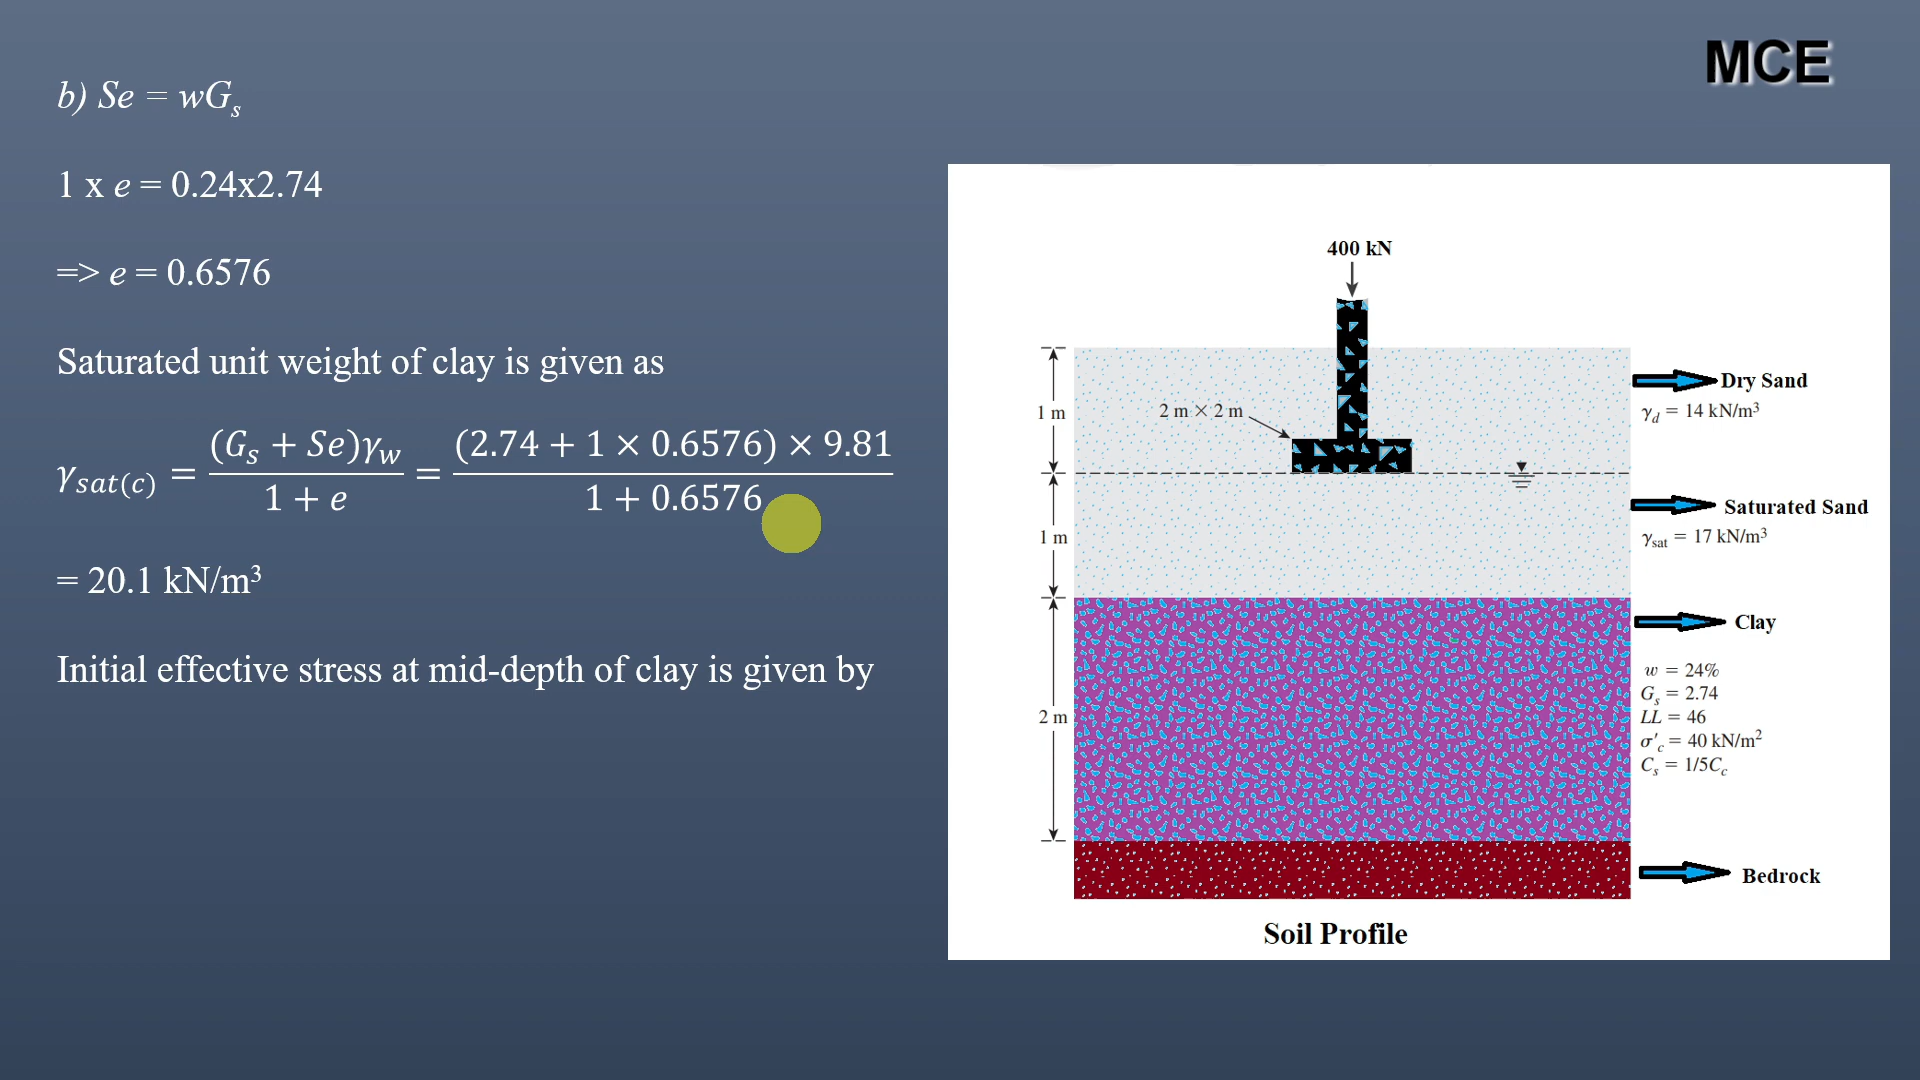 MCE
b) Se = wGₛ
1 x e = 0.24x2.74
=> e = 0.6576
Saturated unit weight of clay is given as
γ_sat(c) = (Gₛ + Se)γ_w / 1 + e = (2.74 + 1 × 0.6576) × 9.81 / 1 + 0.6576
= 20.1 kN/m³
Initial effective stress at mid-depth of clay is given by
400 kN
1 m
2 m × 2 m
Dry Sand
γ_d = 14 kN/m³
1 m
Saturated Sand
γ_sat = 17 kN/m³
Clay
2 m
w = 24%
Gₛ = 2.74
LL = 46
σ'_c = 40 kN/m²
Cₛ = 1/5C_c
Bedrock
Soil Profile